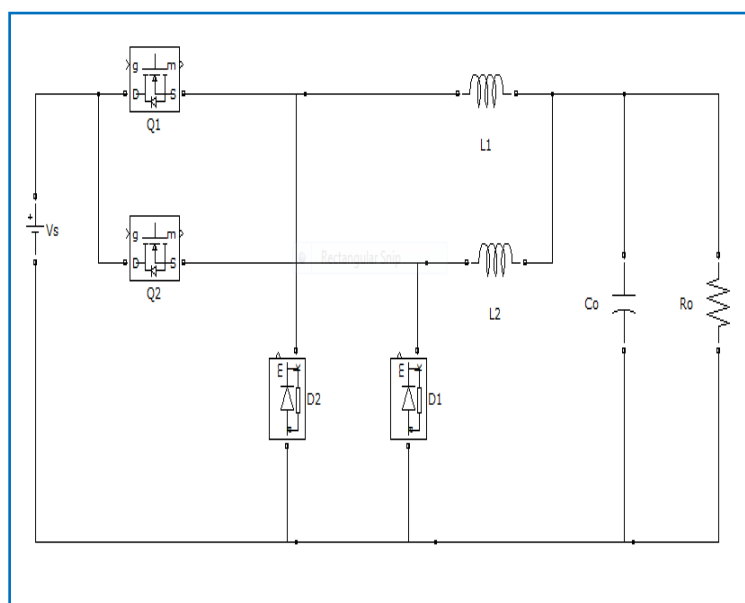 g m
D S
Q1
L1
+
Vs
g m
D S
Rectangular Snip
Q2
L2
Co
Ro
E
D2
E
D1